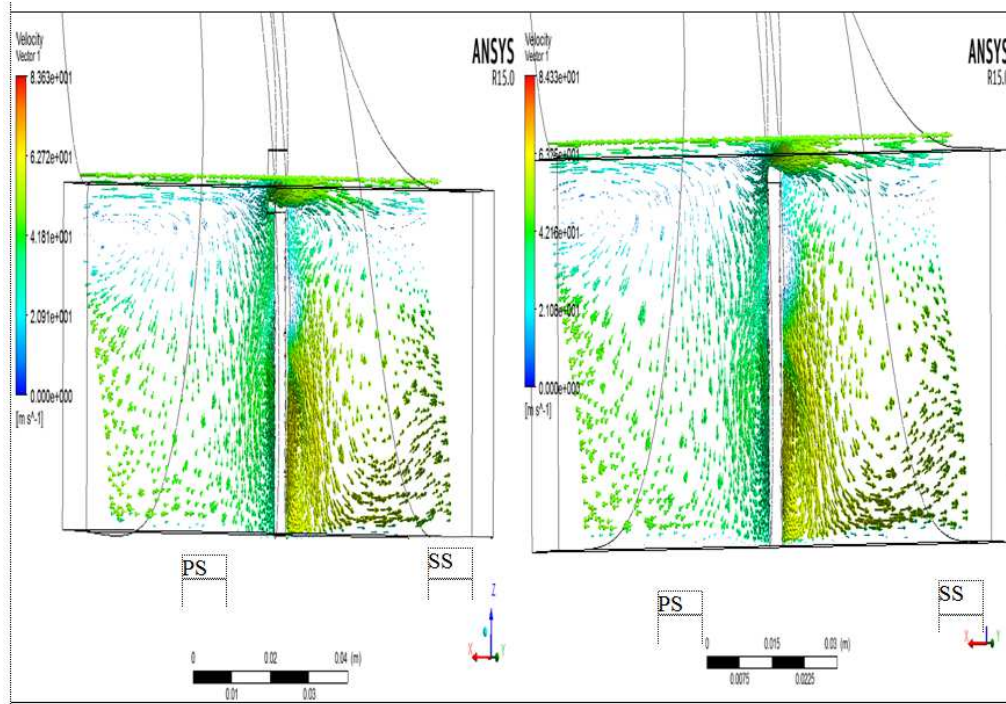 Velocity
Vector 1
8.363e+001
6.272e+001
4.181e+001
2.091e+001
0.000e+000
[m s^-1]
ANSYS
R15.0
PS
SS
Z
X
Y
0
0.02
0.04 (m)
0.01
0.03
Velocity
Vector 1
8.433e+001
4.216e+001
2.108e+001
0.000e+000
[m s^-1]
ANSYS
R15.0
PS
SS
X
Y
0
0.015
0.03 (m)
0.0075
0.0225